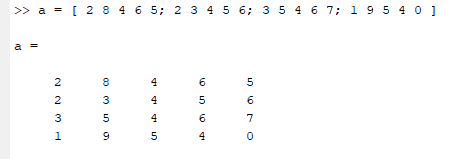 >> a = [ 2 8 4 6 5; 2 3 4 5 6; 3 5 4 6 7; 1 9 5 4 0 ]
a =
2 8 4 6 5
2 3 4 5 6
3 5 4 6 7
1 9 5 4 0